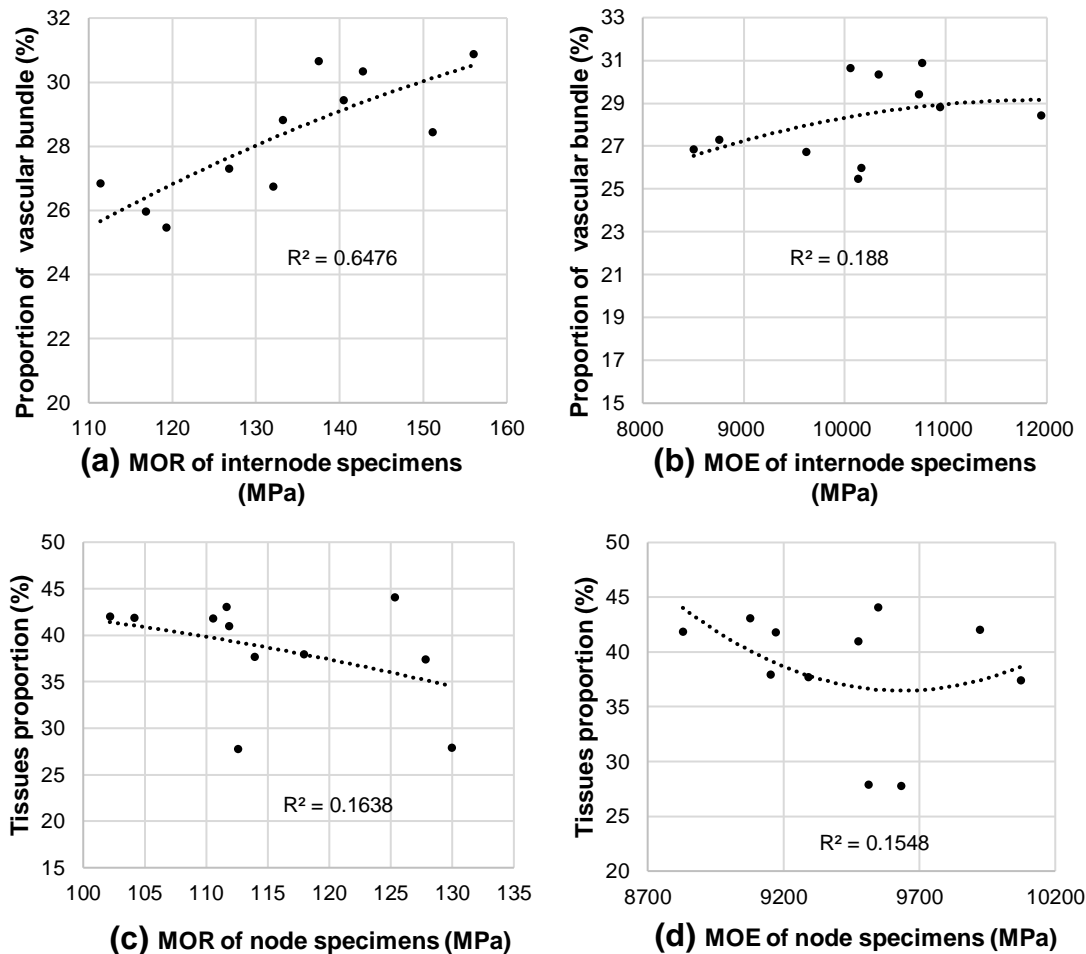 Proportion of vascular bundle (%)
32
30
28
26
24
22
20
R² = 0.6476
110 120 130 140 150 160
(a) MOR of internode specimens
(MPa)
Proportion of vascular bundle (%)
33
31
29
27
25
23
21
19
17
15
R² = 0.188
8000 9000 10000 11000 12000
(b) MOE of internode specimens
(MPa)
Tissues proportion (%)
50
45
40
35
30
25
20
15
R² = 0.1638
100 105 110 115 120 125 130 135
(c) MOR of node specimens (MPa)
Tissues proportion (%)
50
45
40
35
30
25
20
R² = 0.1548
8700 9200 9700 10200
(d) MOE of node specimens (MPa)